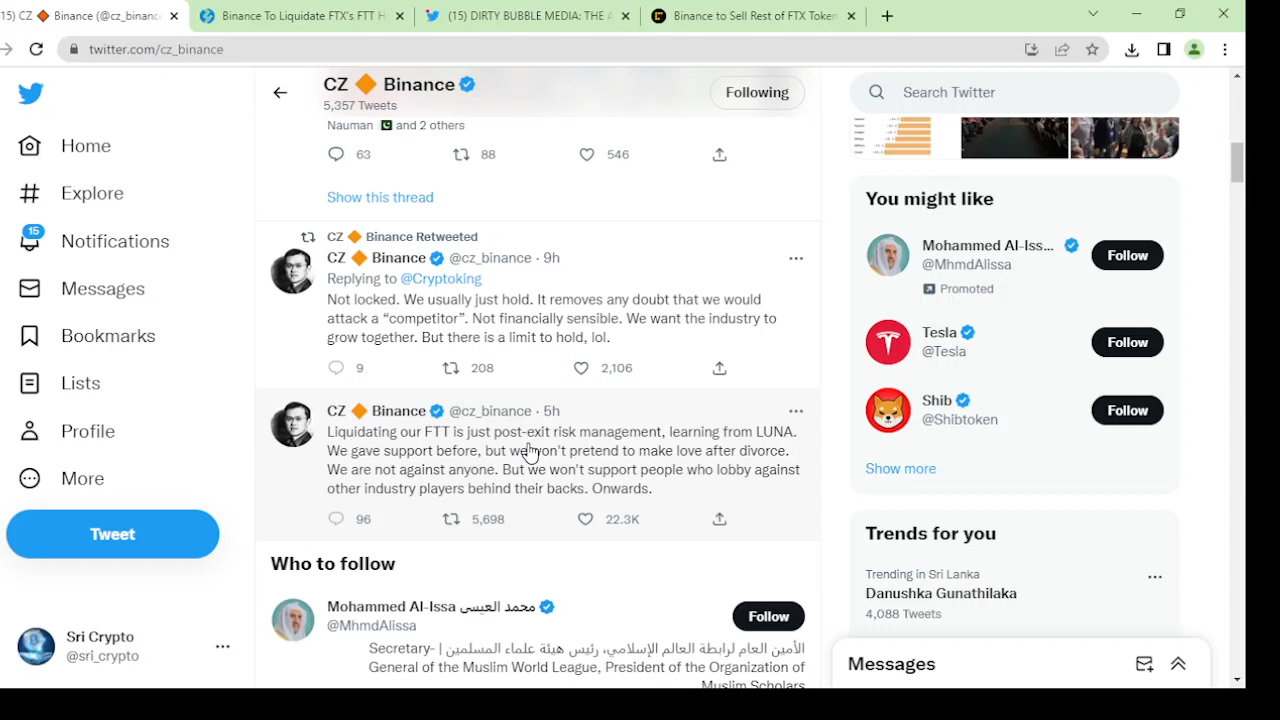 15) CZ 🔶 Binance (@cz_binanc
Binance To Liquidate FTX's FTT H
(15) DIRTY BUBBLE MEDIA: THE A
Binance to Sell Rest of FTX Token
twitter.com/cz_binance
Home
Explore
15
Notifications
Messages
Bookmarks
Lists
Profile
More
Tweet
Sri Crypto
@sri_crypto
CZ 🔶 Binance
5,357 Tweets
Following
Nauman 🇵🇰 and 2 others
63 88 546
Show this thread
CZ 🔶 Binance Retweeted
CZ 🔶 Binance @cz_binance · 9h
Replying to @Cryptoking
Not locked. We usually just hold. It removes any doubt that we would
attack a “competitor”. Not financially sensible. We want the industry to
grow together. But there is a limit to hold, lol.
9 208 2,106
CZ 🔶 Binance @cz_binance · 5h
Liquidating our FTT is just post-exit risk management, learning from LUNA.
We gave support before, but we won't pretend to make love after divorce.
We are not against anyone. But we won't support people who lobby against
other industry players behind their backs. Onwards.
96 5,698 22.3K
Who to follow
Mohammed Al-Issa محمد العيسى
@MhmdAlissa
Follow
الأمين العام لرابطة العالم الإسلامي، رئيس هيئة علماء المسلمين | Secretary-
General of the Muslim World League, President of the Organization of
Muslim Scholars
Search Twitter
You might like
Mohammed Al-Iss...
@MhmdAlissa
Follow
Promoted
Tesla
@Tesla
Follow
Shib
@Shibtoken
Follow
Show more
Trends for you
Trending in Sri Lanka
Danushka Gunathilaka
4,088 Tweets
Messages